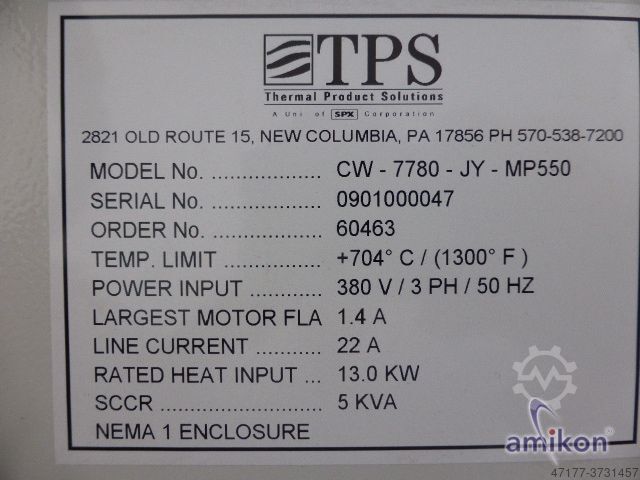 TPS
Thermal Product Solutions
A Unit of SPX Corporation
2821 OLD ROUTE 15, NEW COLUMBIA, PA 17856 PH 570-538-7200
MODEL No. .................. CW - 7780 - JY - MP550
SERIAL No. .................. 0901000047
ORDER No. .................. 60463
TEMP. LIMIT ............... +704° C / (1300° F )
POWER INPUT ............ 380 V / 3 PH / 50 HZ
LARGEST MOTOR FLA 1.4 A
LINE CURRENT ........... 22 A
RATED HEAT INPUT ... 13.0 KW
SCCR ......................... 5 KVA
NEMA 1 ENCLOSURE
amikon
47177-3731457